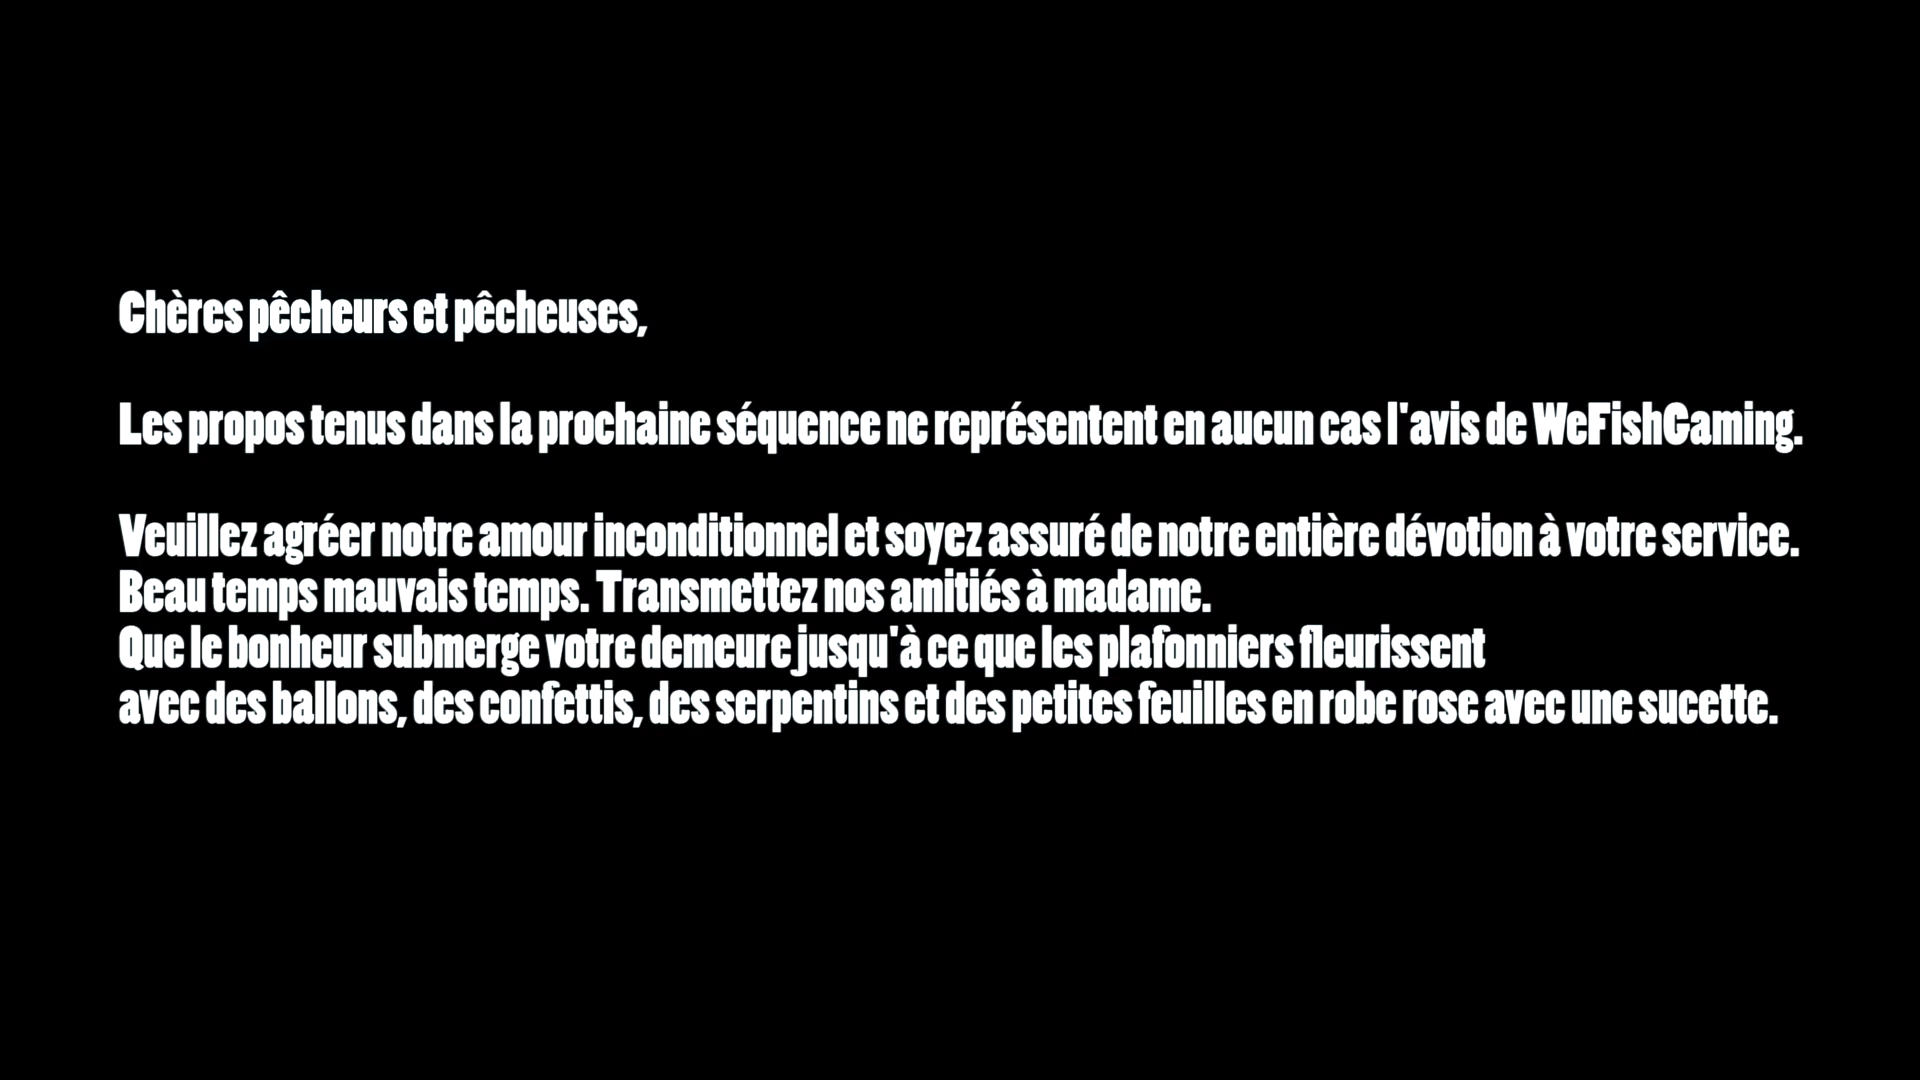 Chères pêcheurs et pêcheuses,
Les propos tenus dans la prochaine séquence ne représentent en aucun cas l'avis de WeFishGaming.
Veuillez agréer notre amour inconditionnel et soyez assuré de notre entière dévotion à votre service.
Beau temps mauvais temps. Transmettez nos amitiés à madame.
Que le bonheur submerge votre demeure jusqu'à ce que les plafonniers fleurissent
avec des ballons, des confettis, des serpentins et des petites feuilles en robe rose avec une sucette.